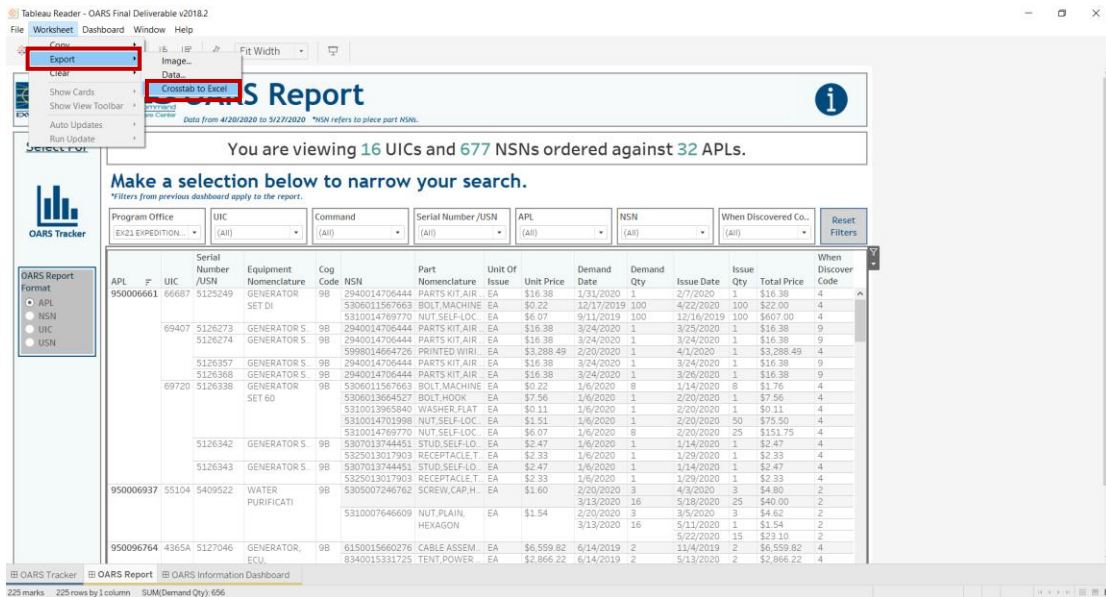 Tableau Reader - OARS Final Deliverable v2018.2
File Worksheet Dashboard Window Help
Copy
Export
Clear
Show Cards
Show View Toolbar
Auto Updates
Run Update
Image...
Data...
Crosstab to Excel
Fit Width
OARS Report
Data from 4/20/2020 to 5/27/2020 *NSN refers to piece part NSNs.
Select For
You are viewing 16 UICs and 677 NSNs ordered against 32 APLs.
OARS Tracker
Make a selection below to narrow your search.
*Filters from previous dashboard apply to the report.
Program Office UIC Command Serial Number /USN APL NSN When Discovered Co..
EX21 EXPEDITION... (All) (All) (All) (All) (All) (All)
Reset Filters
OARS Report Format
APL
NSN
UIC
USN
APL UIC Serial Number /USN Equipment Nomenclature Cog Code NSN Part Nomenclature Unit Of Issue Unit Price Demand Date Demand Qty Issue Date Issue Qty Total Price When Discover Code
950006661 66687 5125249 GENERATOR SET DI 9B 2940014706444 PARTS KIT,AIR .. EA $16.38 1/31/2020 1 2/7/2020 1 $16.38 4
5306011567663 BOLT,MACHINE EA $0.22 12/17/2019 100 4/22/2020 100 $22.00 4
5310014769770 NUT,SELF-LOC.. EA $6.07 9/11/2019 100 12/16/2019 100 $607.00 4
69407 5126273 GENERATOR S.. 9B 2940014706444 PARTS KIT,AIR .. EA $16.38 3/24/2020 1 3/25/2020 1 $16.38 9
5126274 GENERATOR S.. 9B 2940014706444 PARTS KIT,AIR .. EA $16.38 3/24/2020 1 3/25/2020 1 $16.38 9
5998014664726 PRINTED WIRI.. EA $3,288.49 2/20/2020 1 4/1/2020 1 $3,288.49 4
5126357 GENERATOR S.. 9B 2940014706444 PARTS KIT,AIR .. EA $16.38 3/24/2020 1 3/24/2020 1 $16.38 9
5126368 GENERATOR S.. 9B 2940014706444 PARTS KIT,AIR .. EA $16.38 3/24/2020 1 3/26/2020 1 $16.38 9
69720 5126338 GENERATOR SET 60 9B 5306011567663 BOLT,MACHINE EA $0.22 1/6/2020 8 1/14/2020 8 $1.76 4
5306013664527 BOLT,HOOK EA $7.56 1/6/2020 1 2/20/2020 1 $7.56 4
5310013965840 WASHER,FLAT EA $0.11 1/6/2020 1 2/20/2020 1 $0.11 4
5310014701998 NUT,SELF-LOC.. EA $1.51 1/6/2020 1 2/20/2020 50 $75.50 4
5310014769770 NUT,SELF-LOC.. EA $6.07 1/6/2020 8 2/20/2020 25 $151.75 4
5126342 GENERATOR S.. 9B 5307013744451 STUD,SELF-LO.. EA $2.47 1/6/2020 1 1/14/2020 1 $2.47 4
5325013017903 RECEPTACLE,T.. EA $2.33 1/6/2020 1 1/29/2020 1 $2.33 4
5126343 GENERATOR S.. 9B 5307013744451 STUD,SELF-LO.. EA $2.47 1/6/2020 1 1/14/2020 1 $2.47 4
5325013017903 RECEPTACLE,T.. EA $2.33 1/6/2020 1 1/29/2020 1 $2.33 4
950006937 55104 5409522 WATER PURIFICATI 9B 5305007246762 SCREW,CAP,H.. EA $1.60 2/20/2020 3 4/3/2020 3 $4.80 2
3/13/2020 16 5/18/2020 25 $40.00 2
5310007646609 NUT,PLAIN, HEXAGON EA $1.54 2/20/2020 3 3/5/2020 3 $4.62 2
3/13/2020 16 5/11/2020 1 $1.54 2
5/22/2020 15 $23.10 2
950096764 4365A 5127046 GENERATOR, ECU, 9B 6150015660276 CABLE ASSEM.. EA $6,559.82 6/14/2019 2 11/4/2019 2 $6,559.82 4
8340015331725 TENT,POWER .. EA $2,866.22 6/14/2019 2 5/13/2020 2 $2,866.22 4
OARS Tracker OARS Report OARS Information Dashboard
225 marks 225 rows by 1 column SUM(Demand Qty): 656